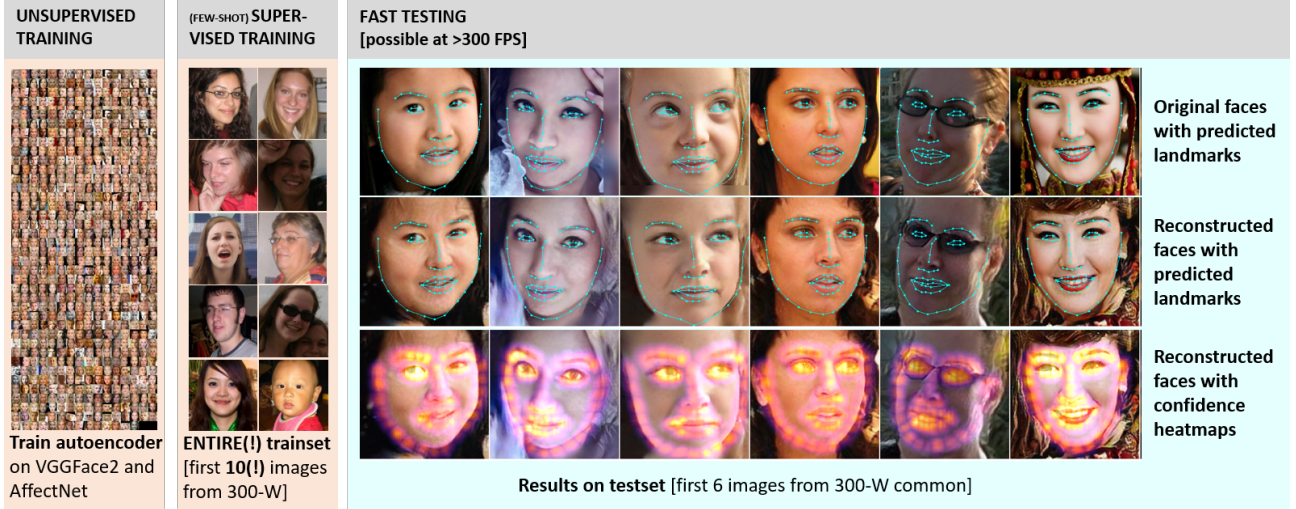 UNSUPERVISED
TRAINING
Train autoencoder
on VGGFace2 and
AffectNet
(FEW-SHOT) SUPER-
VISED TRAINING
ENTIRE(!) trainset
[first 10(!) images
from 300-W]
FAST TESTING
[possible at >300 FPS]
Original faces
with predicted
landmarks
Reconstructed
faces with
predicted
landmarks
Reconstructed
faces with
confidence
heatmaps
Results on testset [first 6 images from 300-W common]